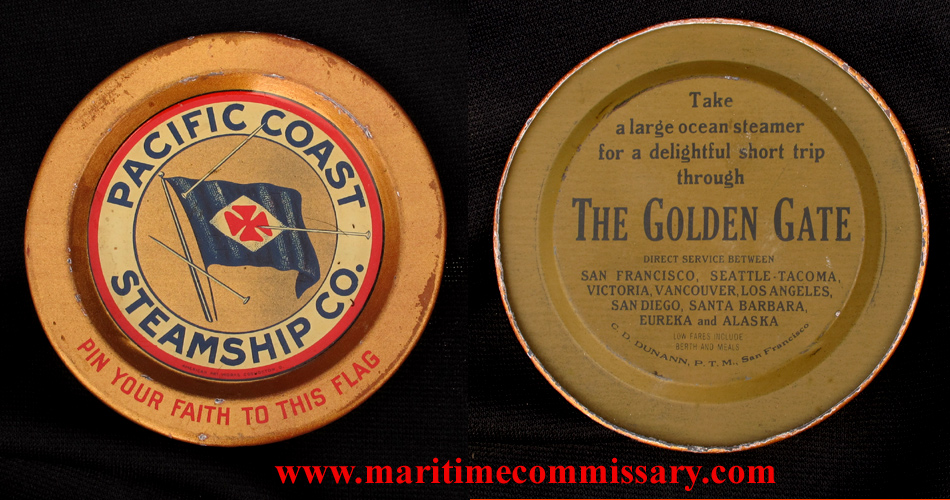 PACIFIC COAST
STEAMSHIP CO.
PIN YOUR FAITH TO THIS FLAG
Take
a large ocean steamer
for a delightful short trip
through
THE GOLDEN GATE
DIRECT SERVICE BETWEEN
SAN FRANCISCO, SEATTLE-TACOMA,
VICTORIA, VANCOUVER, LOS ANGELES,
SAN DIEGO, SANTA BARBARA,
EUREKA and ALASKA
LOW FARES INCLUDE
BERTH AND MEALS
C. D. DUNANN, P. T. M., San Francisco
www.maritimecommissary.com